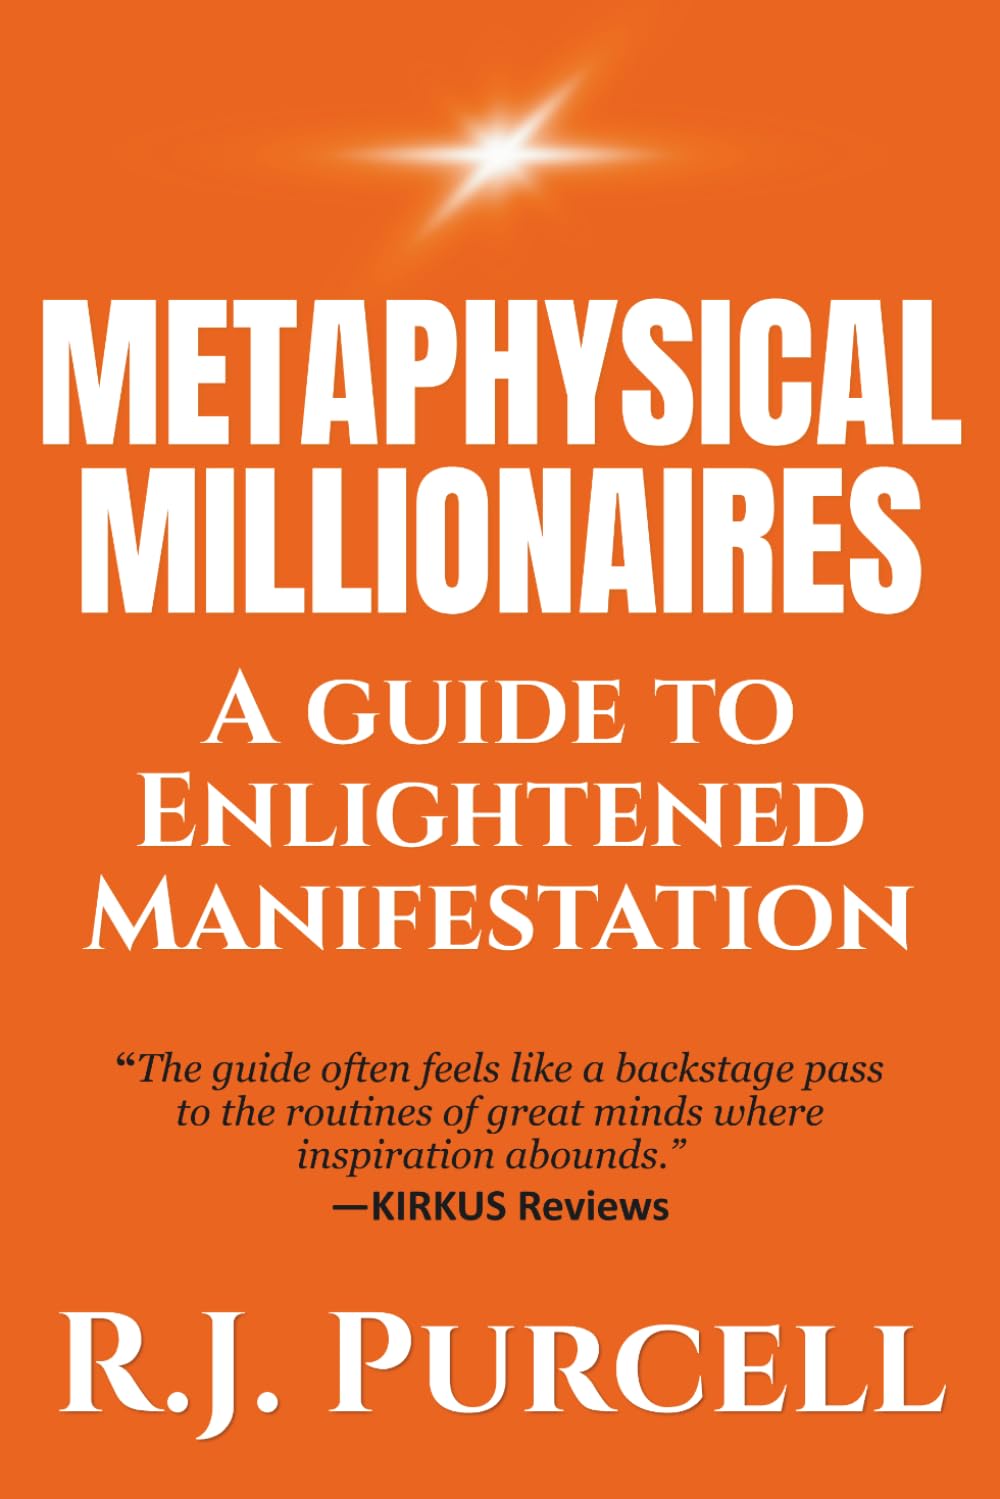 METAPHYSICAL
MILLIONAIRES
A GUIDE TO
ENLIGHTENED
MANIFESTATION
“The guide often feels like a backstage pass
to the routines of great minds where
inspiration abounds.”
—KIRKUS Reviews
R.J. PURCELL